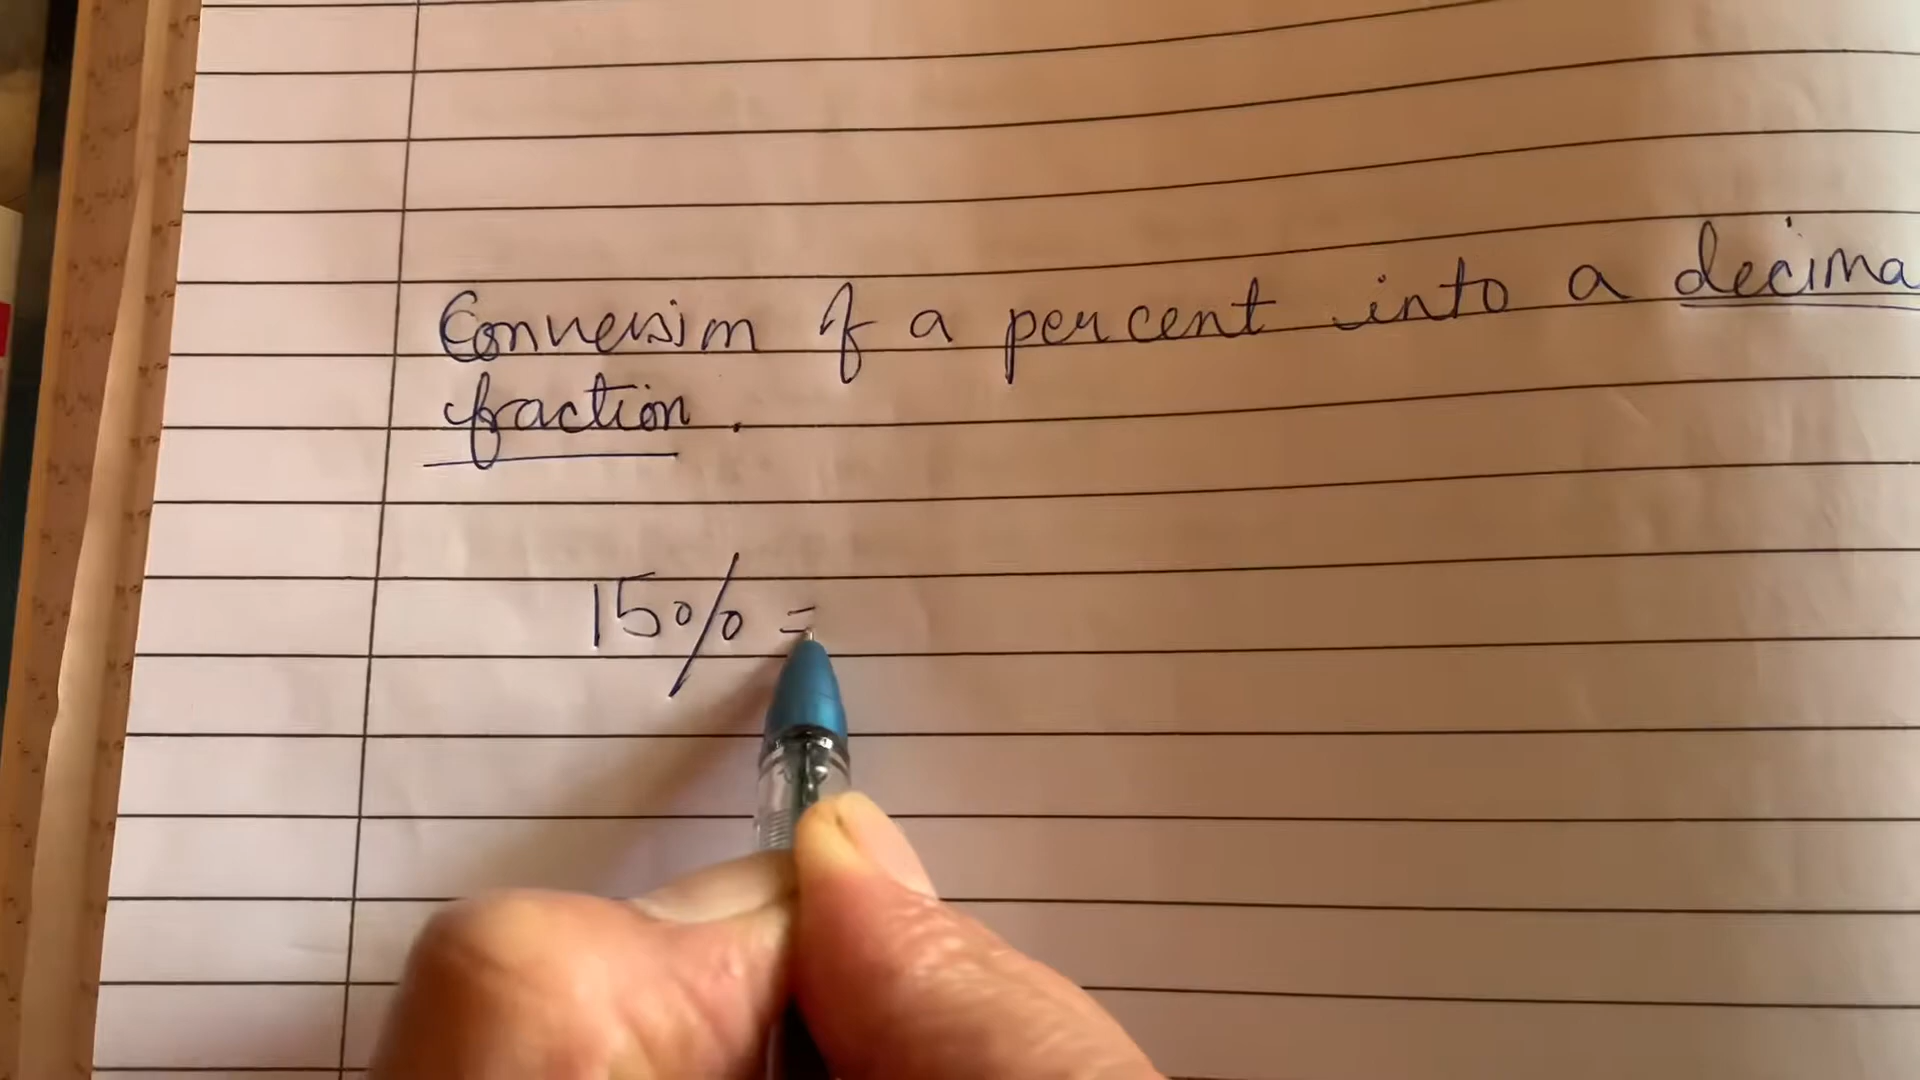 Conversion of a percent into a decima
fraction.
15% =